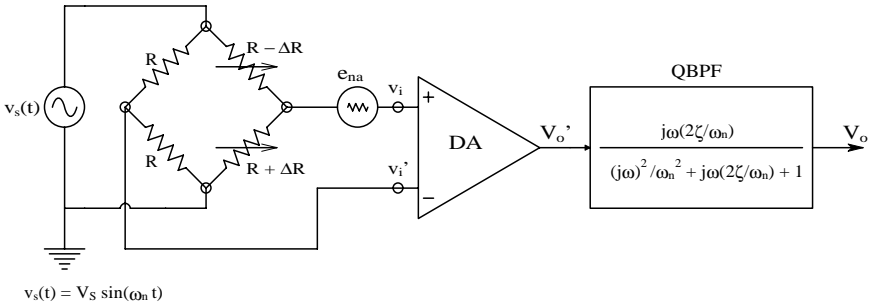 v_s(t)
R
R − ΔR
R
R + ΔR
e_na
v_i
v_i'
+
−
DA
V_o'
QBPF
jω(2ζ/ω_n)
(jω)^2/ω_n^2 + jω(2ζ/ω_n) + 1
V_o
v_s(t) = V_S sin(ω_n t)